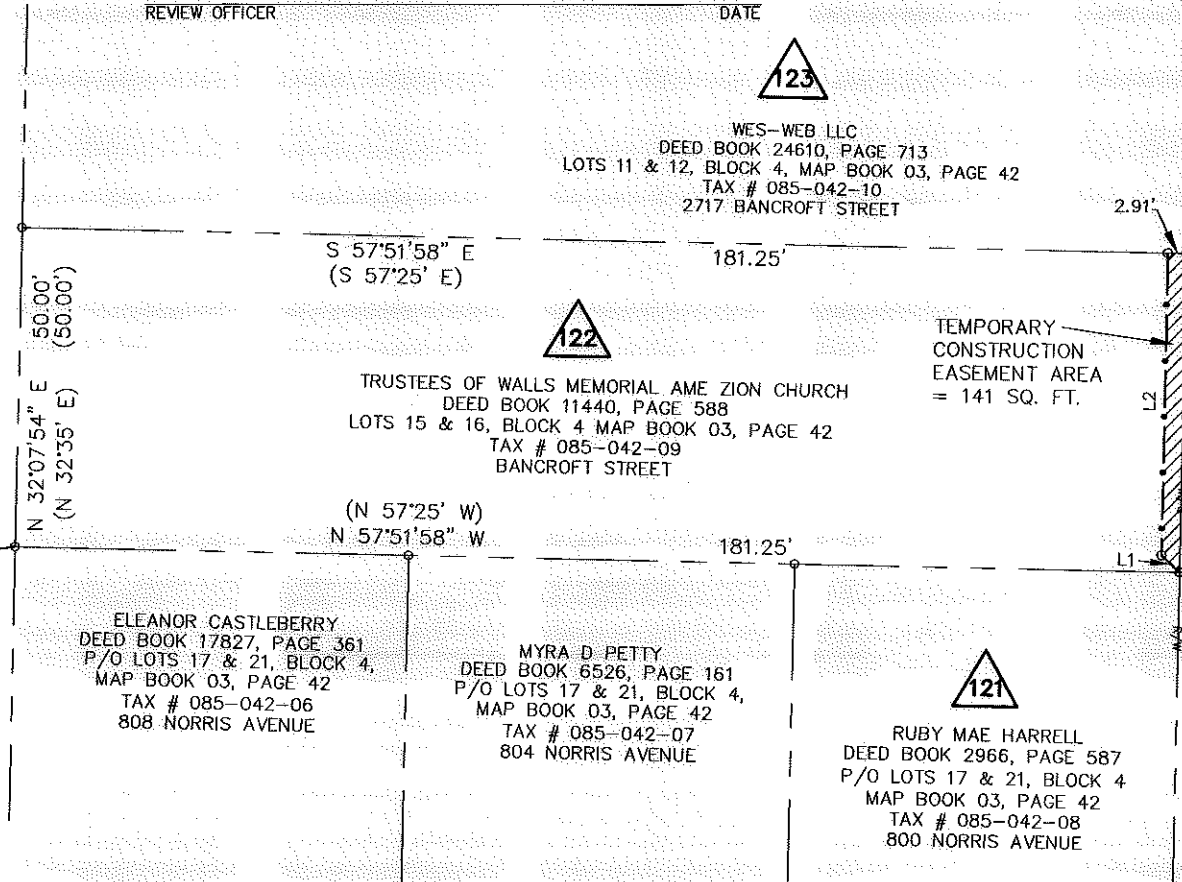 REVIEW OFFICER DATE
123
WES-WEB LLC
DEED BOOK 24610, PAGE 713
LOTS 11 & 12, BLOCK 4, MAP BOOK 03, PAGE 42
TAX # 085-042-10
2717 BANCROFT STREET
2.91'
S 57°51'58" E
(S 57°25' E)
181.25'
N 32°07'54" E 50.00'
(N 32°35' E) (50.00')
122
TRUSTEES OF WALLS MEMORIAL AME ZION CHURCH
DEED BOOK 11440, PAGE 588
LOTS 15 & 16, BLOCK 4 MAP BOOK 03, PAGE 42
TAX # 085-042-09
BANCROFT STREET
TEMPORARY
CONSTRUCTION
EASEMENT AREA
= 141 SQ. FT.
L2
(N 57°25' W)
N 57°51'58" W
181.25'
L1
ELEANOR CASTLEBERRY
DEED BOOK 17827, PAGE 361
P/O LOTS 17 & 21, BLOCK 4,
MAP BOOK 03, PAGE 42
TAX # 085-042-06
808 NORRIS AVENUE
MYRA D PETTY
DEED BOOK 6526, PAGE 161
P/O LOTS 17 & 21, BLOCK 4,
MAP BOOK 03, PAGE 42
TAX # 085-042-07
804 NORRIS AVENUE
121
RUBY MAE HARRELL
DEED BOOK 2966, PAGE 587
P/O LOTS 17 & 21, BLOCK 4
MAP BOOK 03, PAGE 42
TAX # 085-042-08
800 NORRIS AVENUE